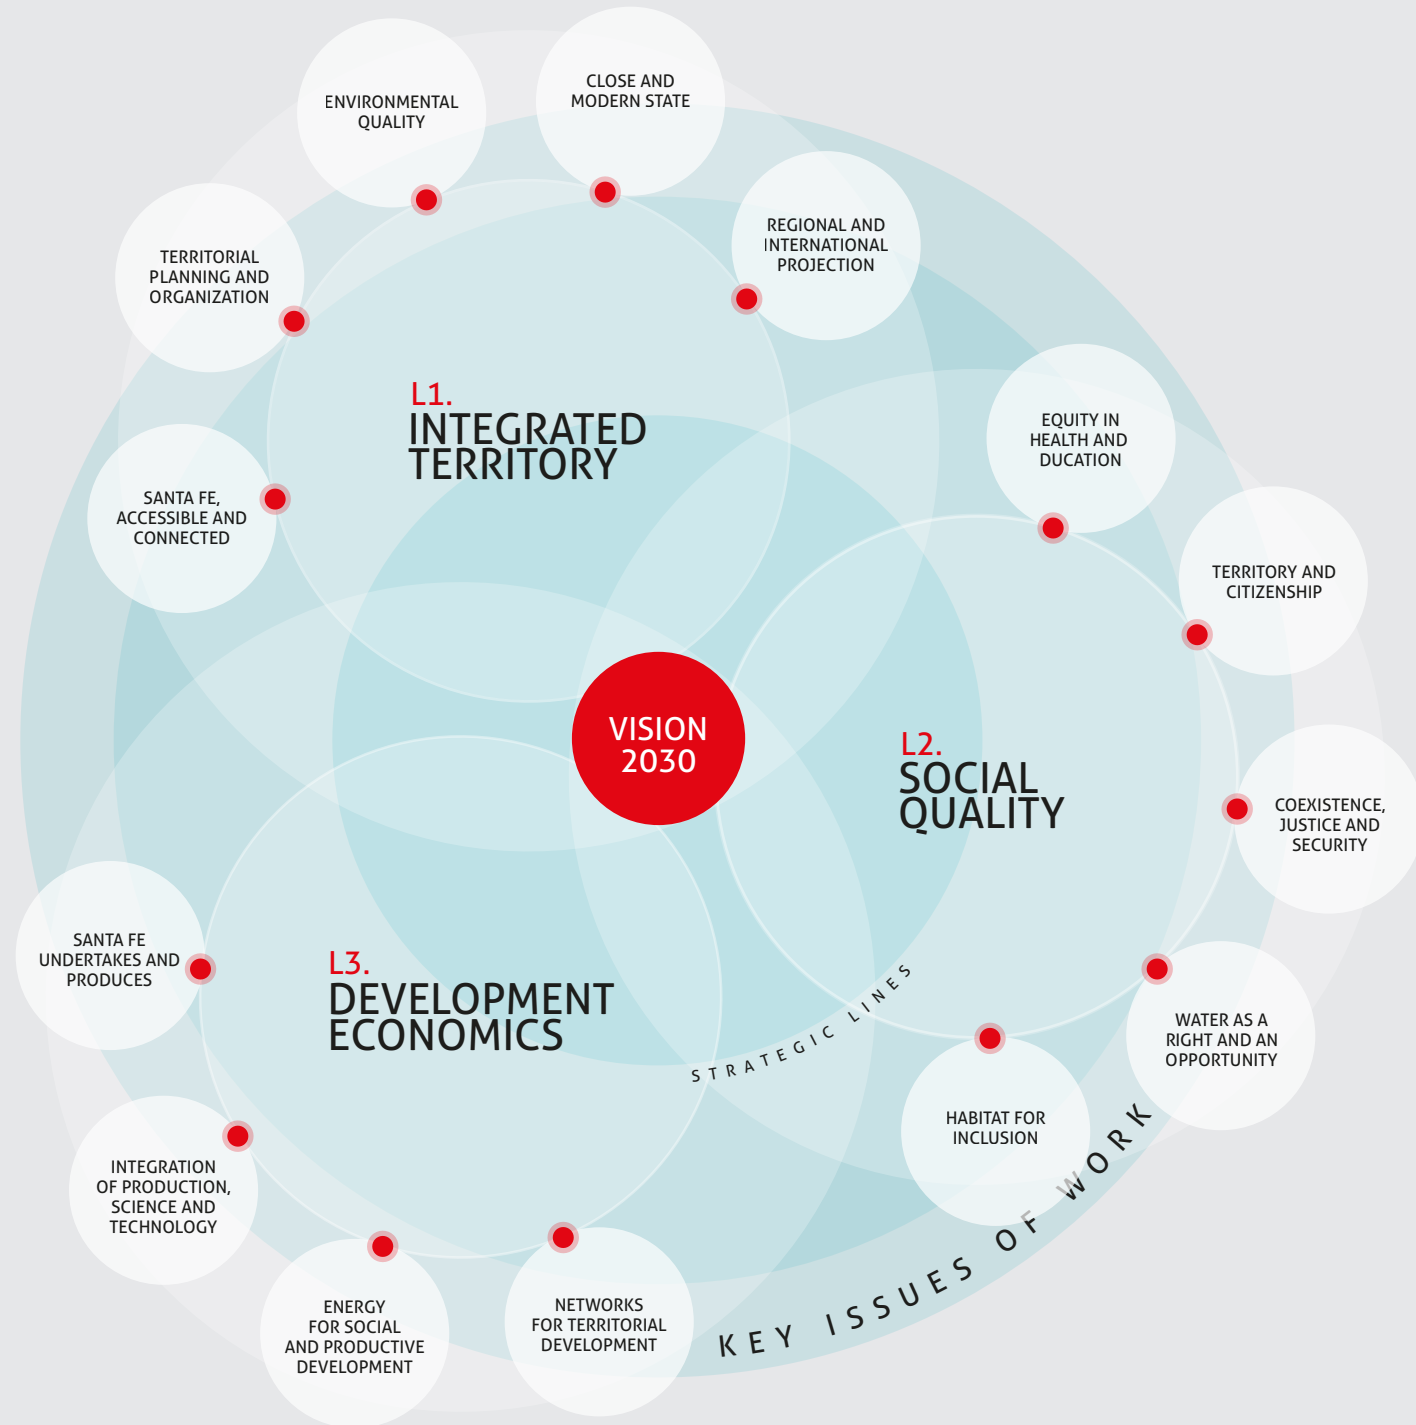 ENVIRONMENTAL
QUALITY
CLOSE AND
MODERN STATE
REGIONAL AND
INTERNATIONAL
PROJECTION
TERRITORIAL
PLANNING AND
ORGANIZATION
SANTA FE,
ACCESSIBLE AND
CONNECTED
L1.
INTEGRATED
TERRITORY
EQUITY IN
HEALTH AND
DUCATION
TERRITORY AND
CITIZENSHIP
COEXISTENCE,
JUSTICE AND
SECURITY
WATER AS A
RIGHT AND AN
OPPORTUNITY
HABITAT FOR
INCLUSION
L2.
SOCIAL
QUALITY
VISION
2030
L3.
DEVELOPMENT
ECONOMICS
SANTA FE
UNDERTAKES AND
PRODUCES
INTEGRATION
OF PRODUCTION,
SCIENCE AND
TECHNOLOGY
ENERGY
FOR SOCIAL
AND PRODUCTIVE
DEVELOPMENT
NETWORKS
FOR TERRITORIAL
DEVELOPMENT
STRATEGIC LINES
KEY ISSUES OF WORK